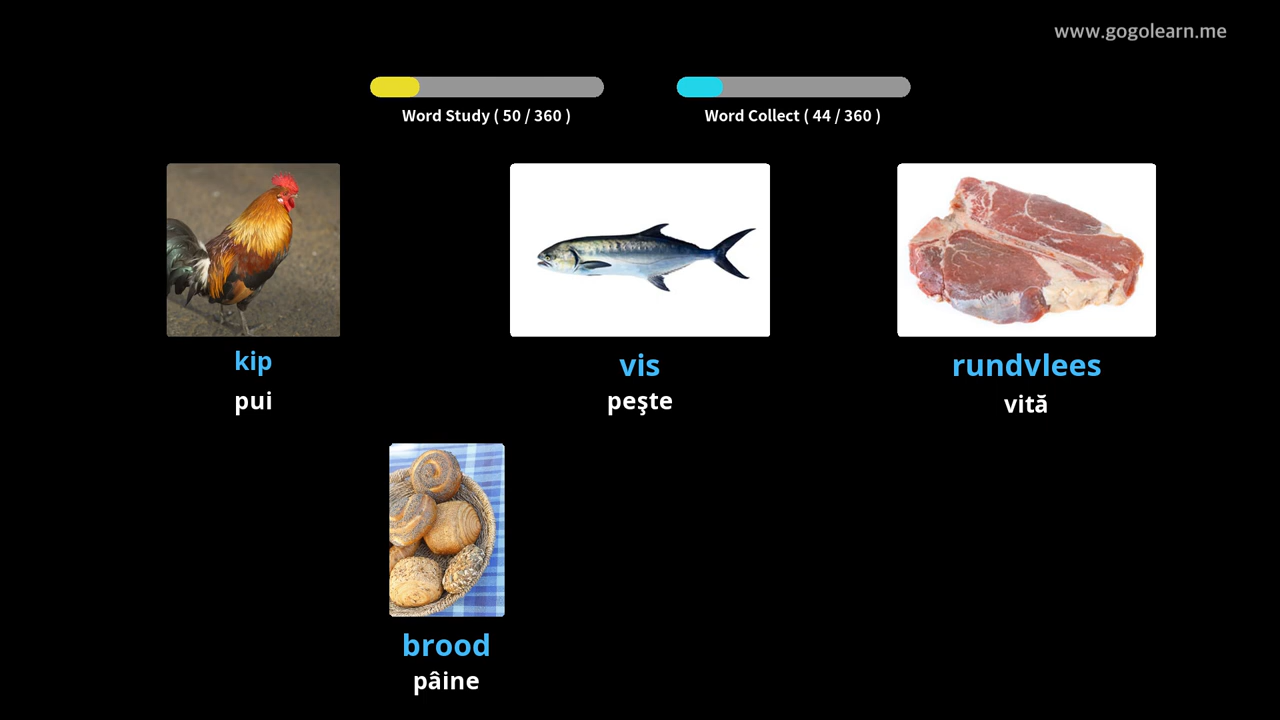 www.gogolearn.me
Word Study ( 50 / 360 )
Word Collect ( 44 / 360 )
kip
pui
vis
peşte
rundvlees
vită
brood
pâine